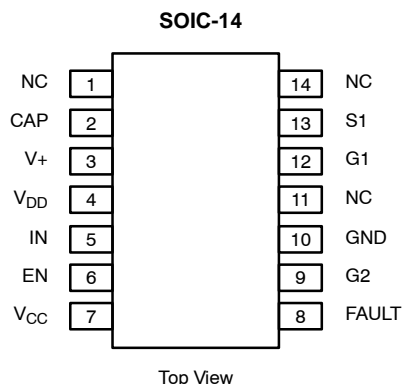 SOIC-14
NC 1 14 NC
CAP 2 13 S1
V+ 3 12 G1
VDD 4 11 NC
IN 5 10 GND
EN 6 9 G2
VCC 7 8 FAULT
Top View